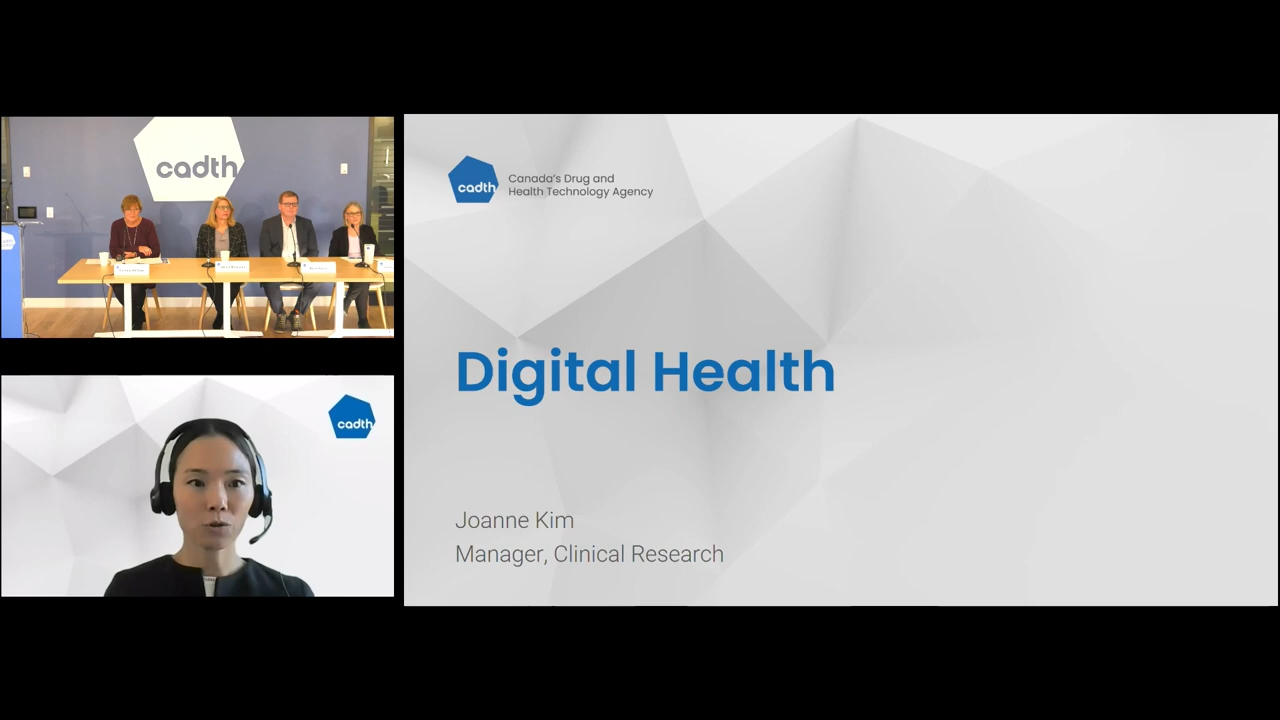 cadth
cadth
cadth
Canada's Drug and
Health Technology Agency
Digital Health
Joanne Kim
Manager, Clinical Research